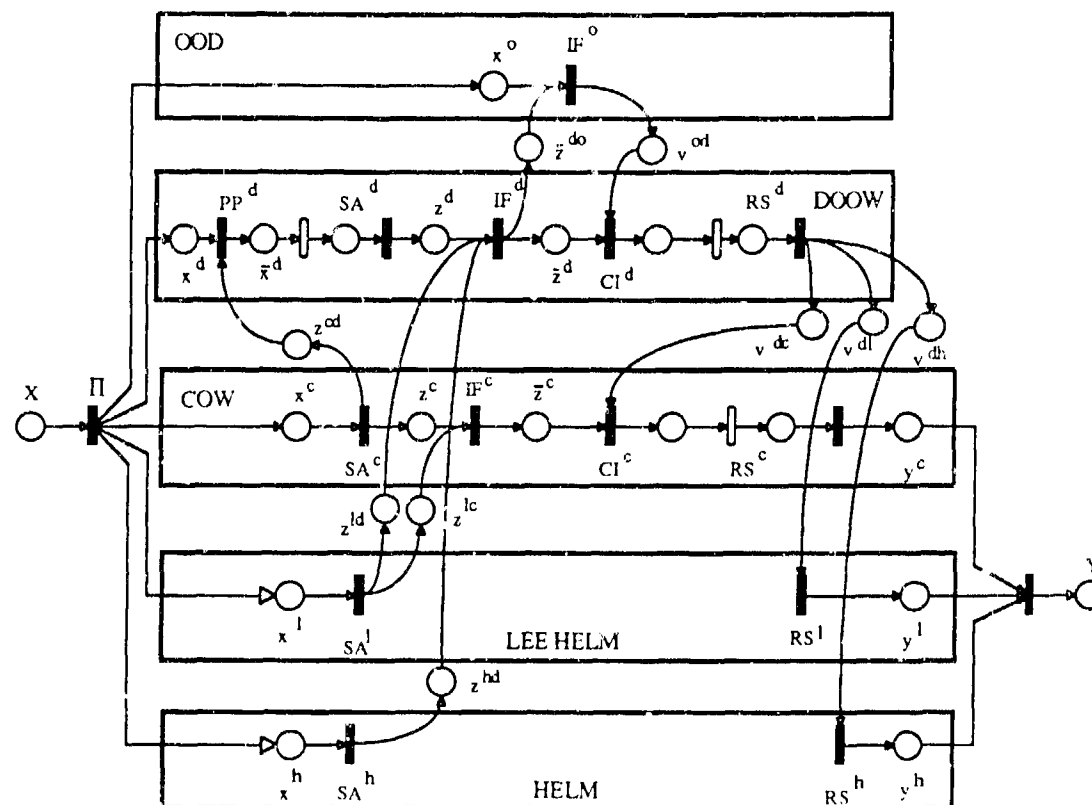 OOD
x^o
IF^o
z̈^do
v^od
PP^d
SA^d
z^d
IF^d
RS^d
DOOW
x^d
x̄^d
z̄^d
CI^d
z^cd
v^dc
v^dl
v^dh
X
Π
COW
x^c
z^c
IF^c
z̄^c
SA^c
CI^c
RS^c
y^c
z^ld
z^lc
x^l
SA^l
LEE HELM
RS^l
y^l
z^hd
x^h
SA^h
HELM
RS^h
y^h